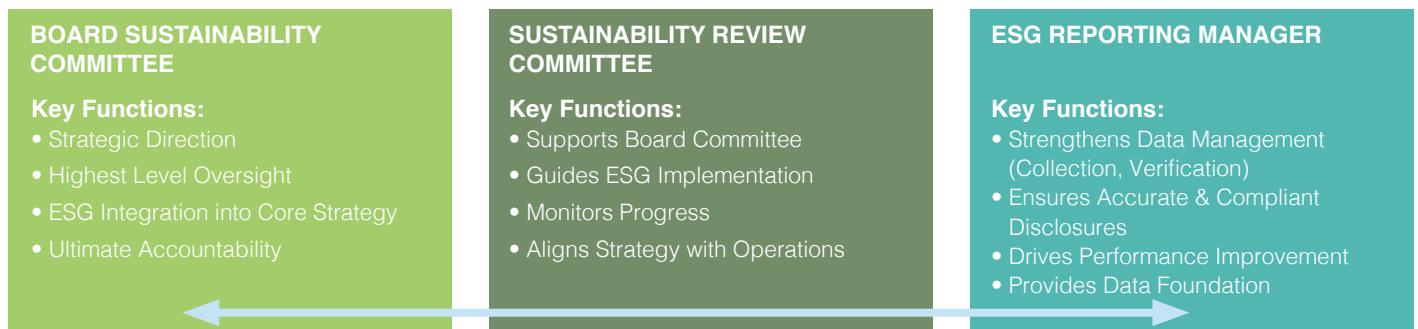 BOARD SUSTAINABILITY
COMMITTEE
Key Functions:
• Strategic Direction
• Highest Level Oversight
• ESG Integration into Core Strategy
• Ultimate Accountability
SUSTAINABILITY REVIEW
COMMITTEE
Key Functions:
• Supports Board Committee
• Guides ESG Implementation
• Monitors Progress
• Aligns Strategy with Operations
ESG REPORTING MANAGER
Key Functions:
• Strengthens Data Management
(Collection, Verification)
• Ensures Accurate & Compliant
Disclosures
• Drives Performance Improvement
• Provides Data Foundation